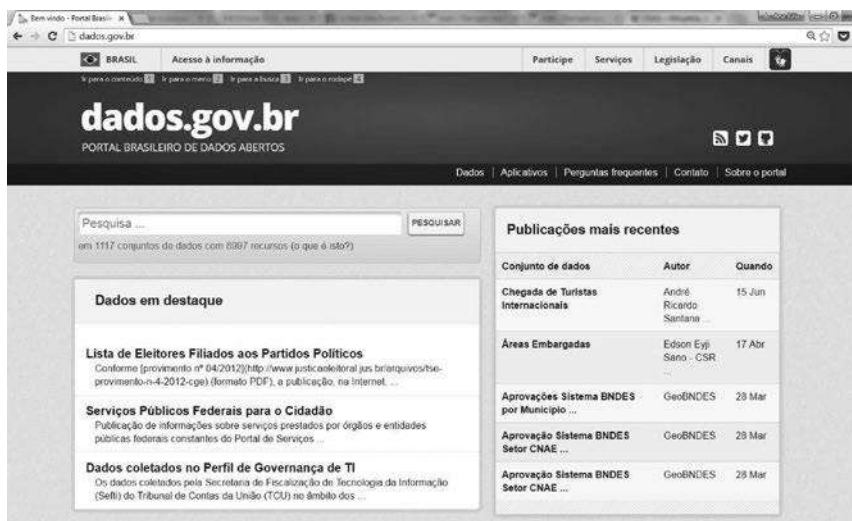 Bem vindo - Portal Brasil
dados.gov.br
BRASIL Acesso à informação Participe Serviços Legislação Canais
Ir para o conteúdo 1 Ir para o menu 2 Ir para a busca 3 Ir para o rodapé 4
dados.gov.br
PORTAL BRASILEIRO DE DADOS ABERTOS
Dados | Aplicativos | Perguntas frequentes | Contato | Sobre o portal
Pesquisa ... PESQUISAR
em 1117 conjuntos de dados com recursos (o que é isto?)
Dados em destaque
Lista de Eleitores Filiados aos Partidos Políticos
Conforme [provimento nº 04/2012](http://www.justicaeleitoral.jus.br/arquivos/tse-
provimento-n-4-2012-cge) (formato PDF), a publicação, na Internet, ...
Serviços Públicos Federais para o Cidadão
Publicação de informações sobre serviços prestados por órgãos e entidades
públicas federais constantes do Portal de Serviços ...
Dados coletados no Perfil de Governança de TI
Os dados coletados pela Secretaria de Fiscalização de Tecnologia da Informação
(Sefti) do Tribunal de Contas da União (TCU) no âmbito dos ...
Publicações mais recentes
Conjunto de dados Autor Quando
Chegada de Turistas André 15 Jun
Internacionais Ricardo
Santana ...
Áreas Embargadas Edson Eyji 17 Abr
Sano - CSR
...
Aprovações Sistema BNDES GeoBNDES 28 Mar
por Município ...
Aprovação Sistema BNDES GeoBNDES 28 Mar
Setor CNAE ...
Aprovação Sistema BNDES GeoBNDES 28 Mar
Setor CNAE ...